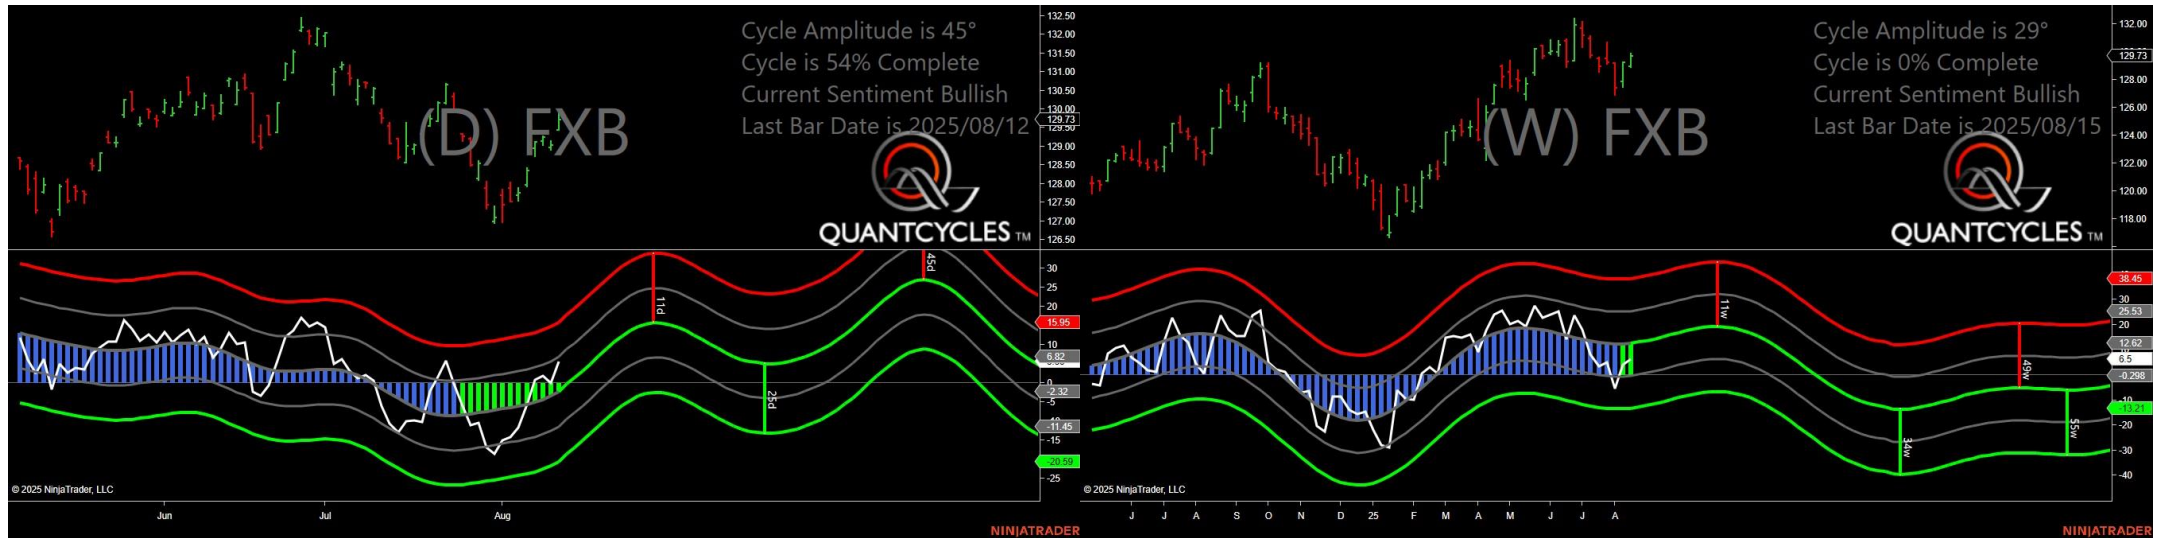 Cycle Amplitude is 45°
Cycle is 54% Complete
Current Sentiment Bullish
Last Bar Date is 2025/08/12
(D) FXB
QUANTCYCLES TM
132.50
132.00
131.50
131.00
130.50
130.00
129.73
129.50
129.00
128.50
128.00
127.50
127.00
126.50
11d
25d
45d
30
25
20
15.95
10
6.82
0
-2.32
-5
-11.45
-15
-20.59
-25
© 2025 NinjaTrader, LLC
Jun Jul Aug
NINJATRADER
Cycle Amplitude is 29°
Cycle is 0% Complete
Current Sentiment Bullish
Last Bar Date is 2025/08/15
(W) FXB
QUANTCYCLES TM
132.00
129.73
128.00
126.00
124.00
122.00
120.00
118.00
11w
34w
49w
55w
38.45
30
25.53
20
12.62
6.5
-0.298
-13.21
-20
-30
-40
© 2025 NinjaTrader, LLC
J J A S O N D 25 F M A M J J A
NINJATRADER